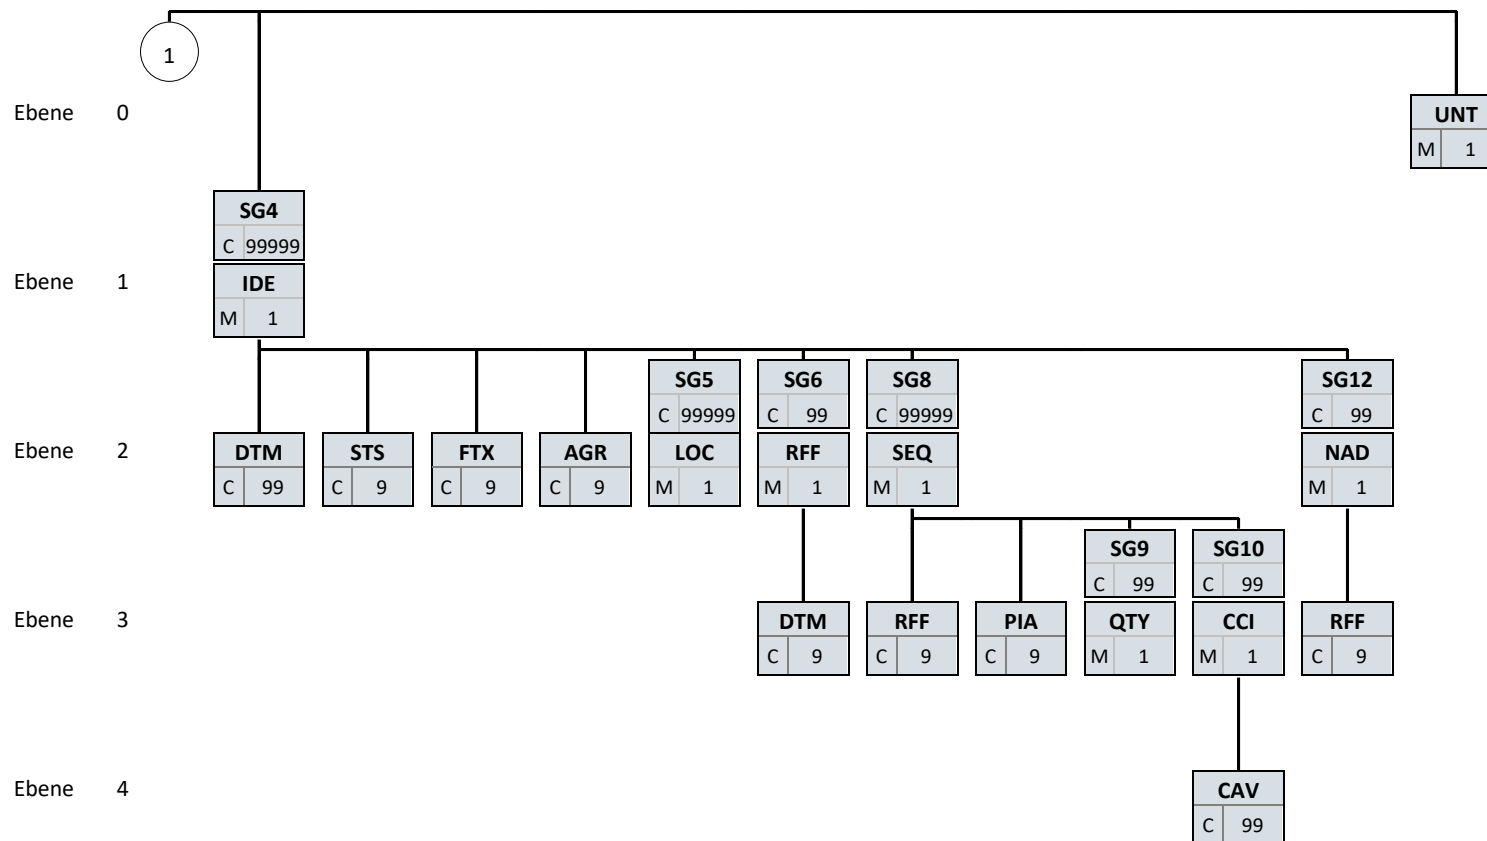 1
Ebene 0
UNT
M 1
SG4
C 99999
Ebene 1
IDE
M 1
SG5 SG6 SG8 SG12
C 99999 C 99 C 99999 C 99
Ebene 2
DTM STS FTX AGR LOC RFF SEQ NAD
C 99 C 9 C 9 C 9 M 1 M 1 M 1 M 1
SG9 SG10
C 99 C 99
Ebene 3
DTM RFF PIA QTY CCI RFF
C 9 C 9 C 9 M 1 M 1 C 9
Ebene 4
CAV
C 99